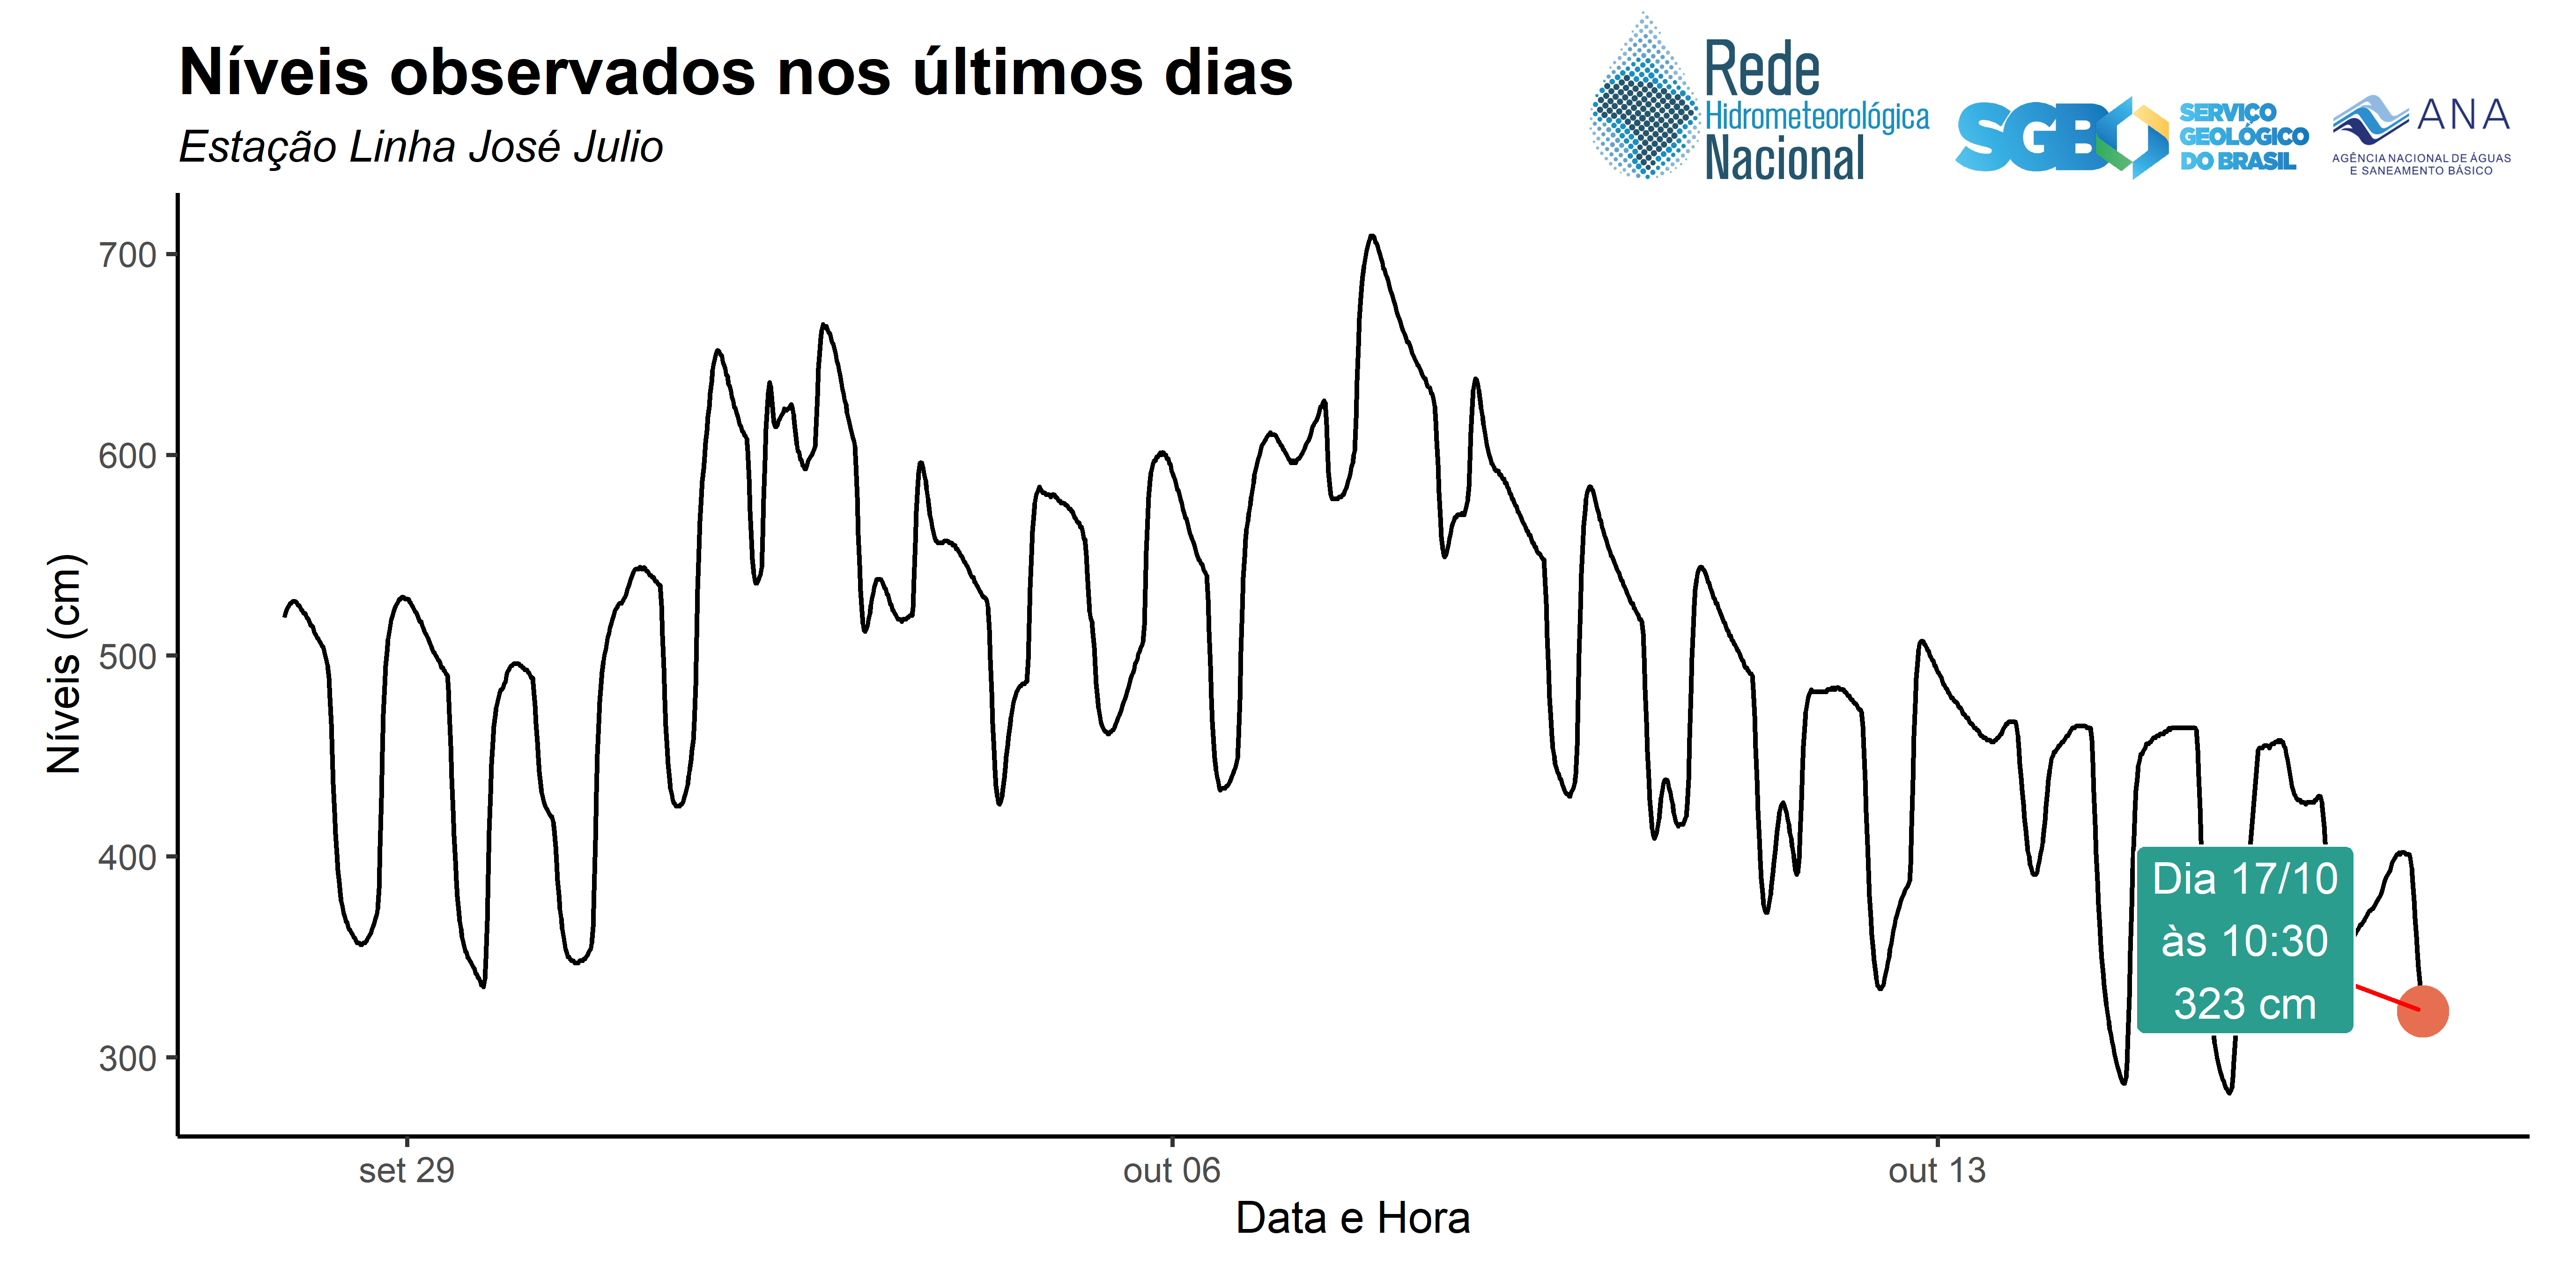 Níveis observados nos últimos dias
Estação Linha José Julio
Rede
Hidrometeorológica
Nacional
SGB
SERVIÇO
GEOLÓGICO
DO BRASIL
ANA
AGÊNCIA NACIONAL DE ÁGUAS
E SANEAMENTO BÁSICO
Níveis (cm)
700
600
500
400
300
Dia 17/10
às 10:30
323 cm
set 29
out 06
out 13
Data e Hora